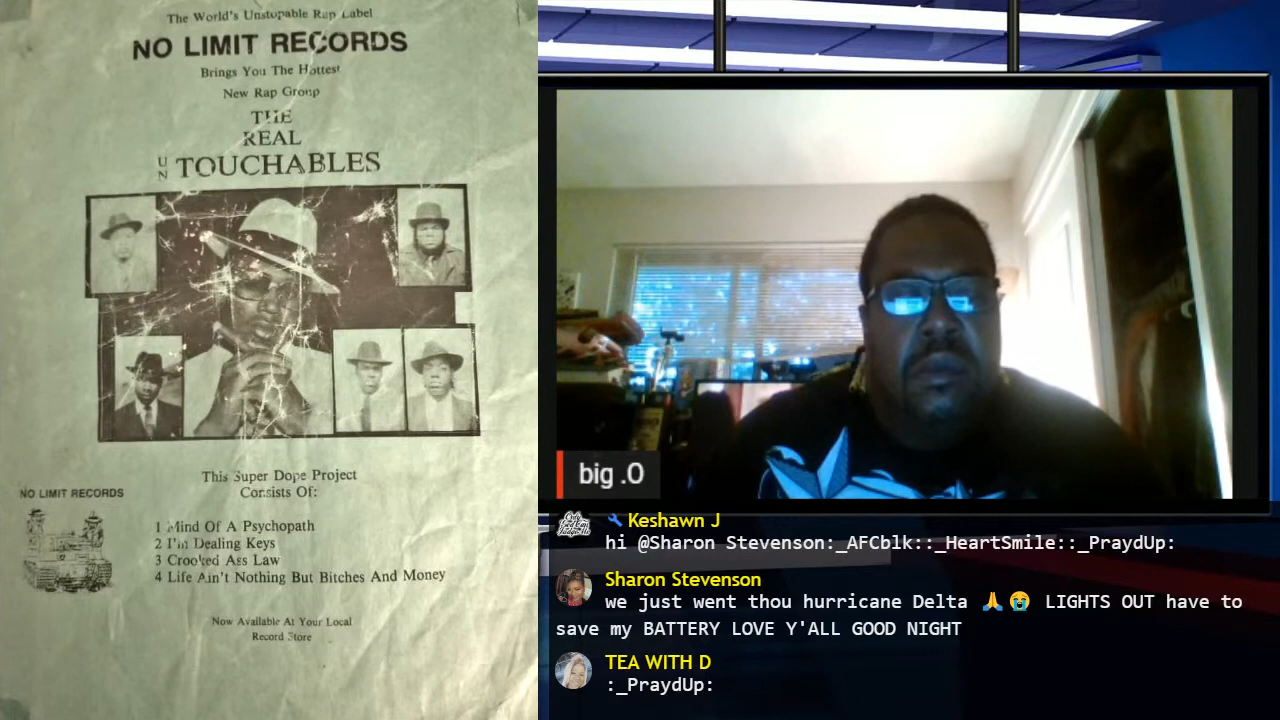 The World's Unstopable Rap Label
NO LIMIT RECORDS
Brings You The Hottest
New Rap Group
THE
REAL
UN TOUCHABLES
This Super Dope Project
Consists Of:
NO LIMIT RECORDS
1 Mind Of A Psychopath
2 I'm Dealing Keys
3 Crooked Ass Law
4 Life Ain't Nothing But Bitches And Money
Now Available At Your Local
Record Store
big .O
Keshawn J
hi @Sharon Stevenson:_AFCblk::_HeartSmile::_PraydUp:
Sharon Stevenson
we just went thou hurricane Delta 🙏😭 LIGHTS OUT have to
save my BATTERY LOVE Y'ALL GOOD NIGHT
TEA WITH D
:_PraydUp: